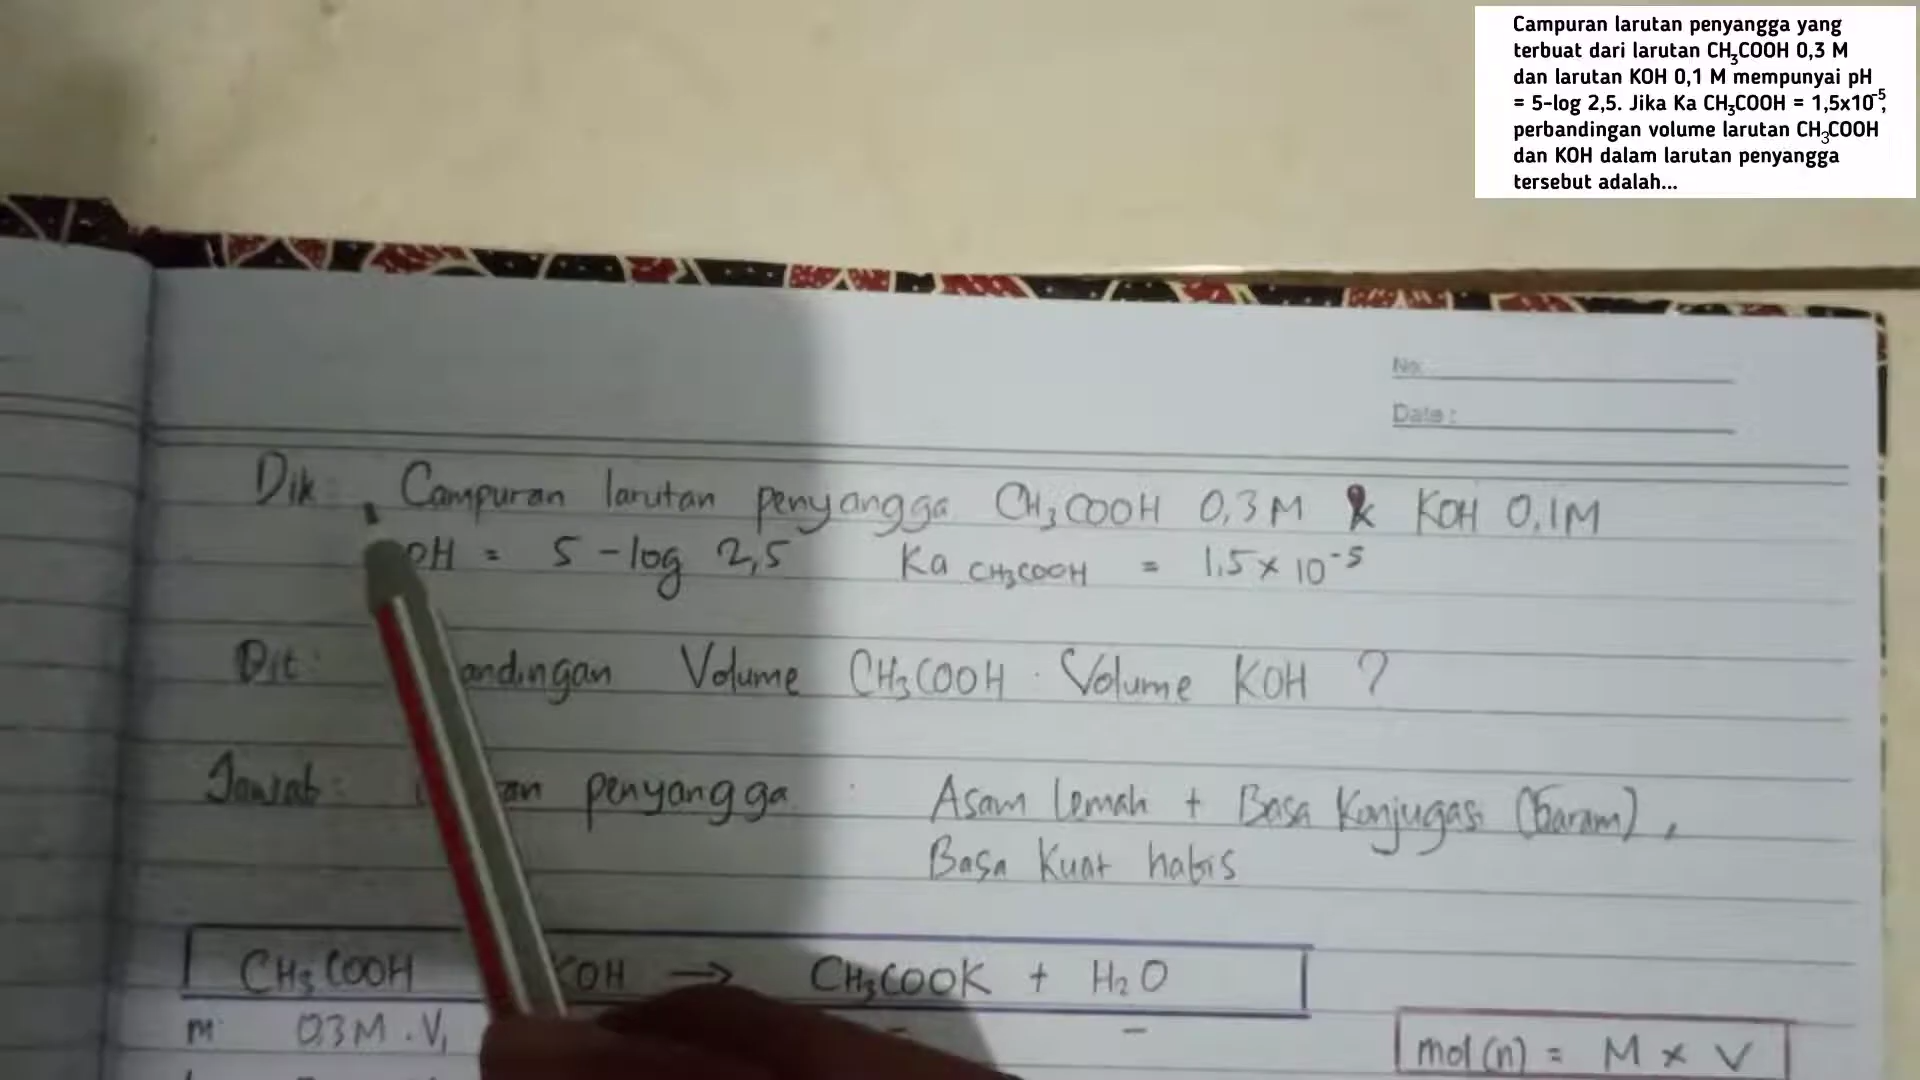 Campuran larutan penyangga yang
terbuat dari larutan CH₃COOH 0,3 M
dan larutan KOH 0,1 M mempunyai pH
= 5-log 2,5. Jika Ka CH₃COOH = 1,5x10⁻⁵,
perbandingan volume larutan CH₃COOH
dan KOH dalam larutan penyangga
tersebut adalah...
No:
Date:
Dik: Campuran larutan penyangga CH₃COOH 0,3M & KOH 0,1M
pH = 5 - log 2,5 Ka CH₃COOH = 1,5 × 10⁻⁵
Dit: andingan Volume CH₃COOH : Volume KOH ?
Jawab: an penyangga : Asam lemah + Basa Konjugasi (Garam),
Basa Kuat habis
CH₃COOH KOH → CH₃COOK + H₂O
m: 0,3M . V₁ - -
mol (n) = M × V